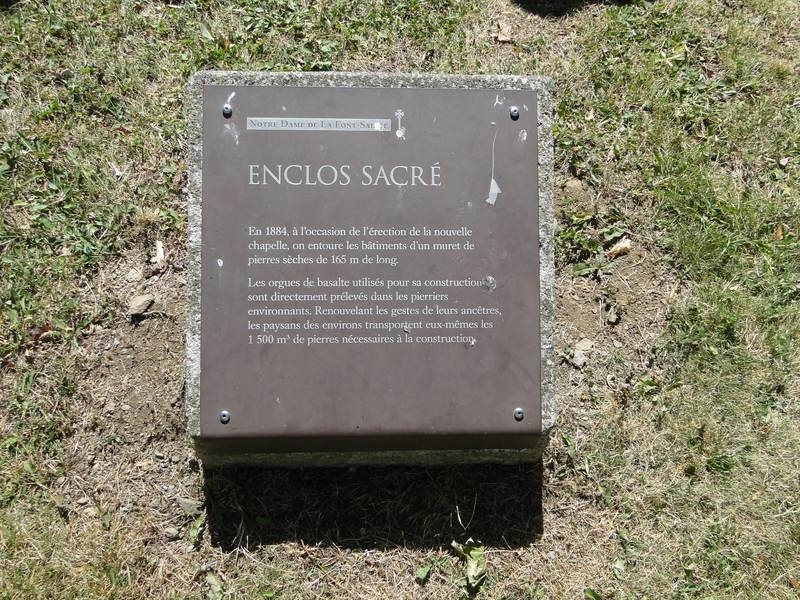 NOTRE DAME DE LA FONT-SAINTE
ENCLOS SACRÉ
En 1884, à l'occasion de l'érection de la nouvelle
chapelle, on entoure les bâtiments d'un muret de
pierres sèches de 165 m de long.
Les orgues de basalte utilisés pour sa construction
sont directement prélevés dans les pierriers
environnants. Renouvelant les gestes de leurs ancêtres,
les paysans des environs transportent eux-mêmes les
1 500 m³ de pierres nécessaires à la construction.